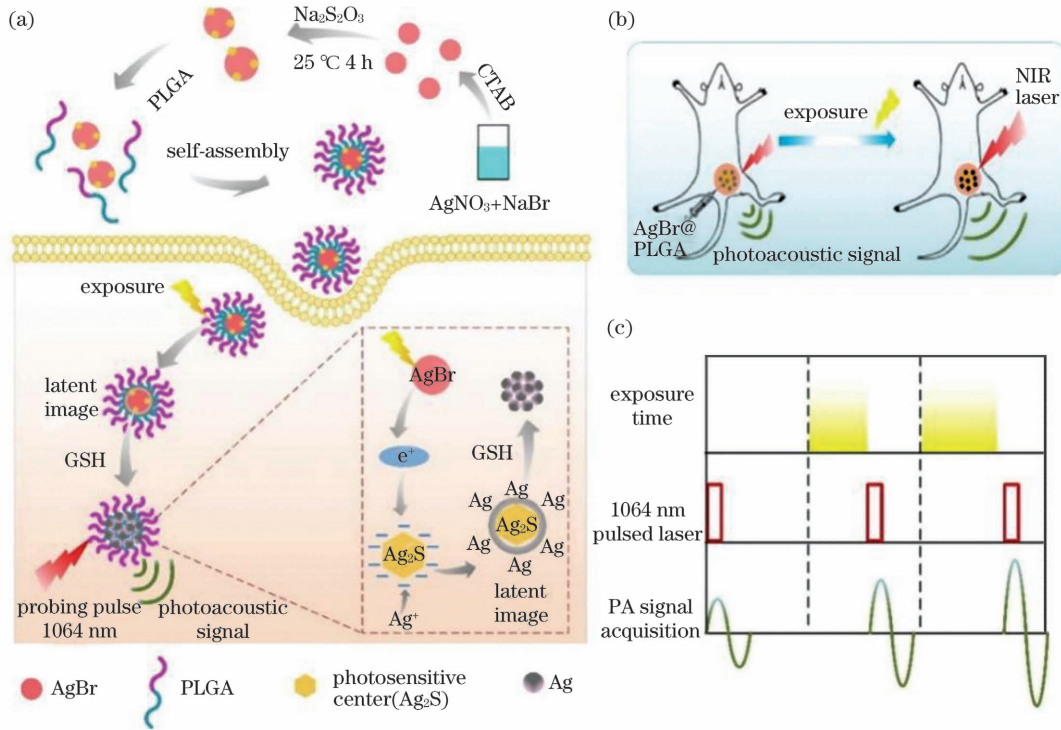 (a)
Na₂S₂O₃
25 ℃ 4 h
PLGA
CTAB
self-assembly
AgNO₃+NaBr
exposure
latent
image
GSH
probing pulse
1064 nm
photoacoustic
signal
AgBr
e⁺
Ag₂S
Ag⁺
GSH
Ag
Ag
Ag
Ag₂S
Ag
Ag
Ag
latent
image
AgBr
PLGA
photosensitive
center(Ag₂S)
Ag
(b)
exposure
NIR
laser
AgBr@
PLGA
photoacoustic signal
(c)
exposure
time
1064 nm
pulsed laser
PA signal
acquisition